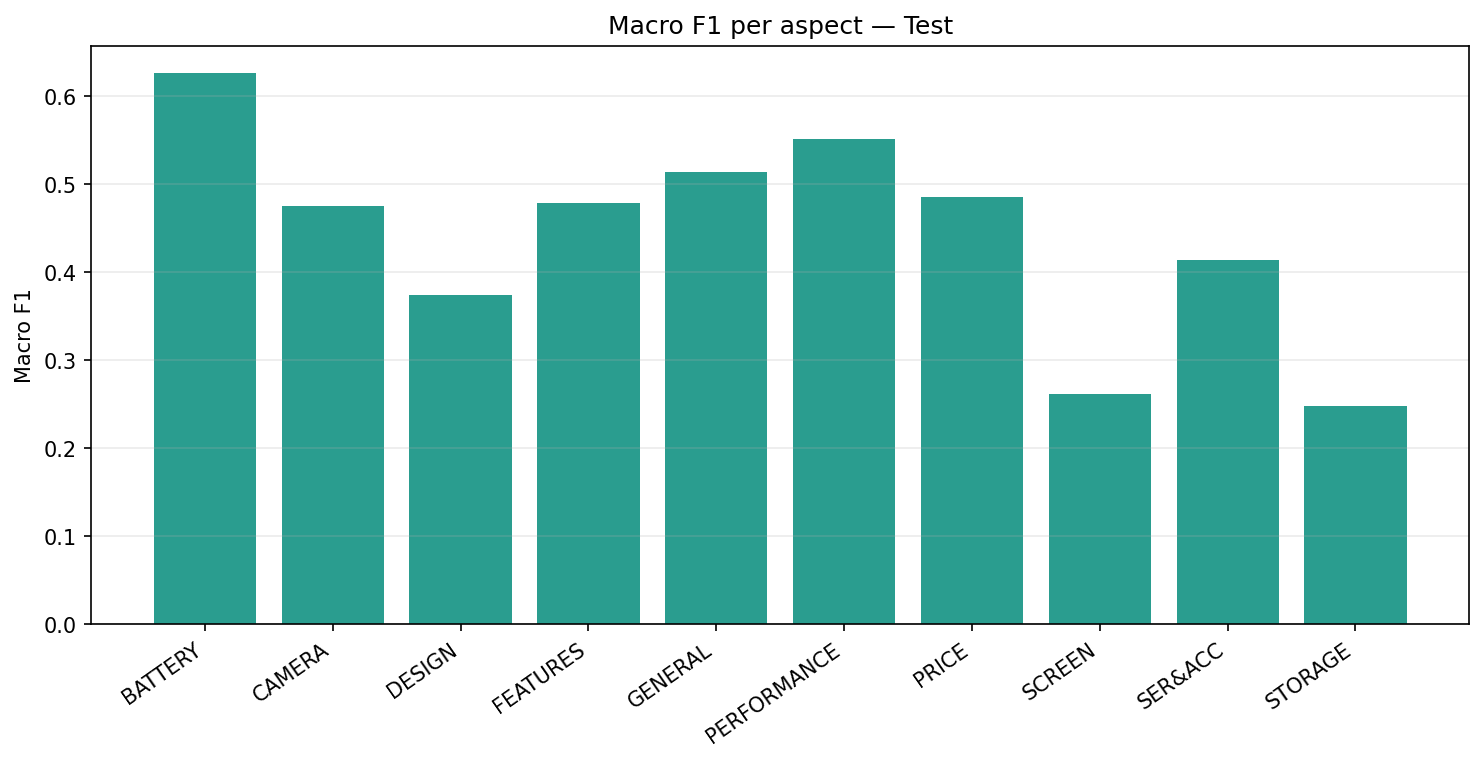 Macro F1 per aspect — Test
Macro F1
0.6
0.5
0.4
0.3
0.2
0.1
0.0
BATTERY
CAMERA
DESIGN
FEATURES
GENERAL
PERFORMANCE
PRICE
SCREEN
SER&ACC
STORAGE